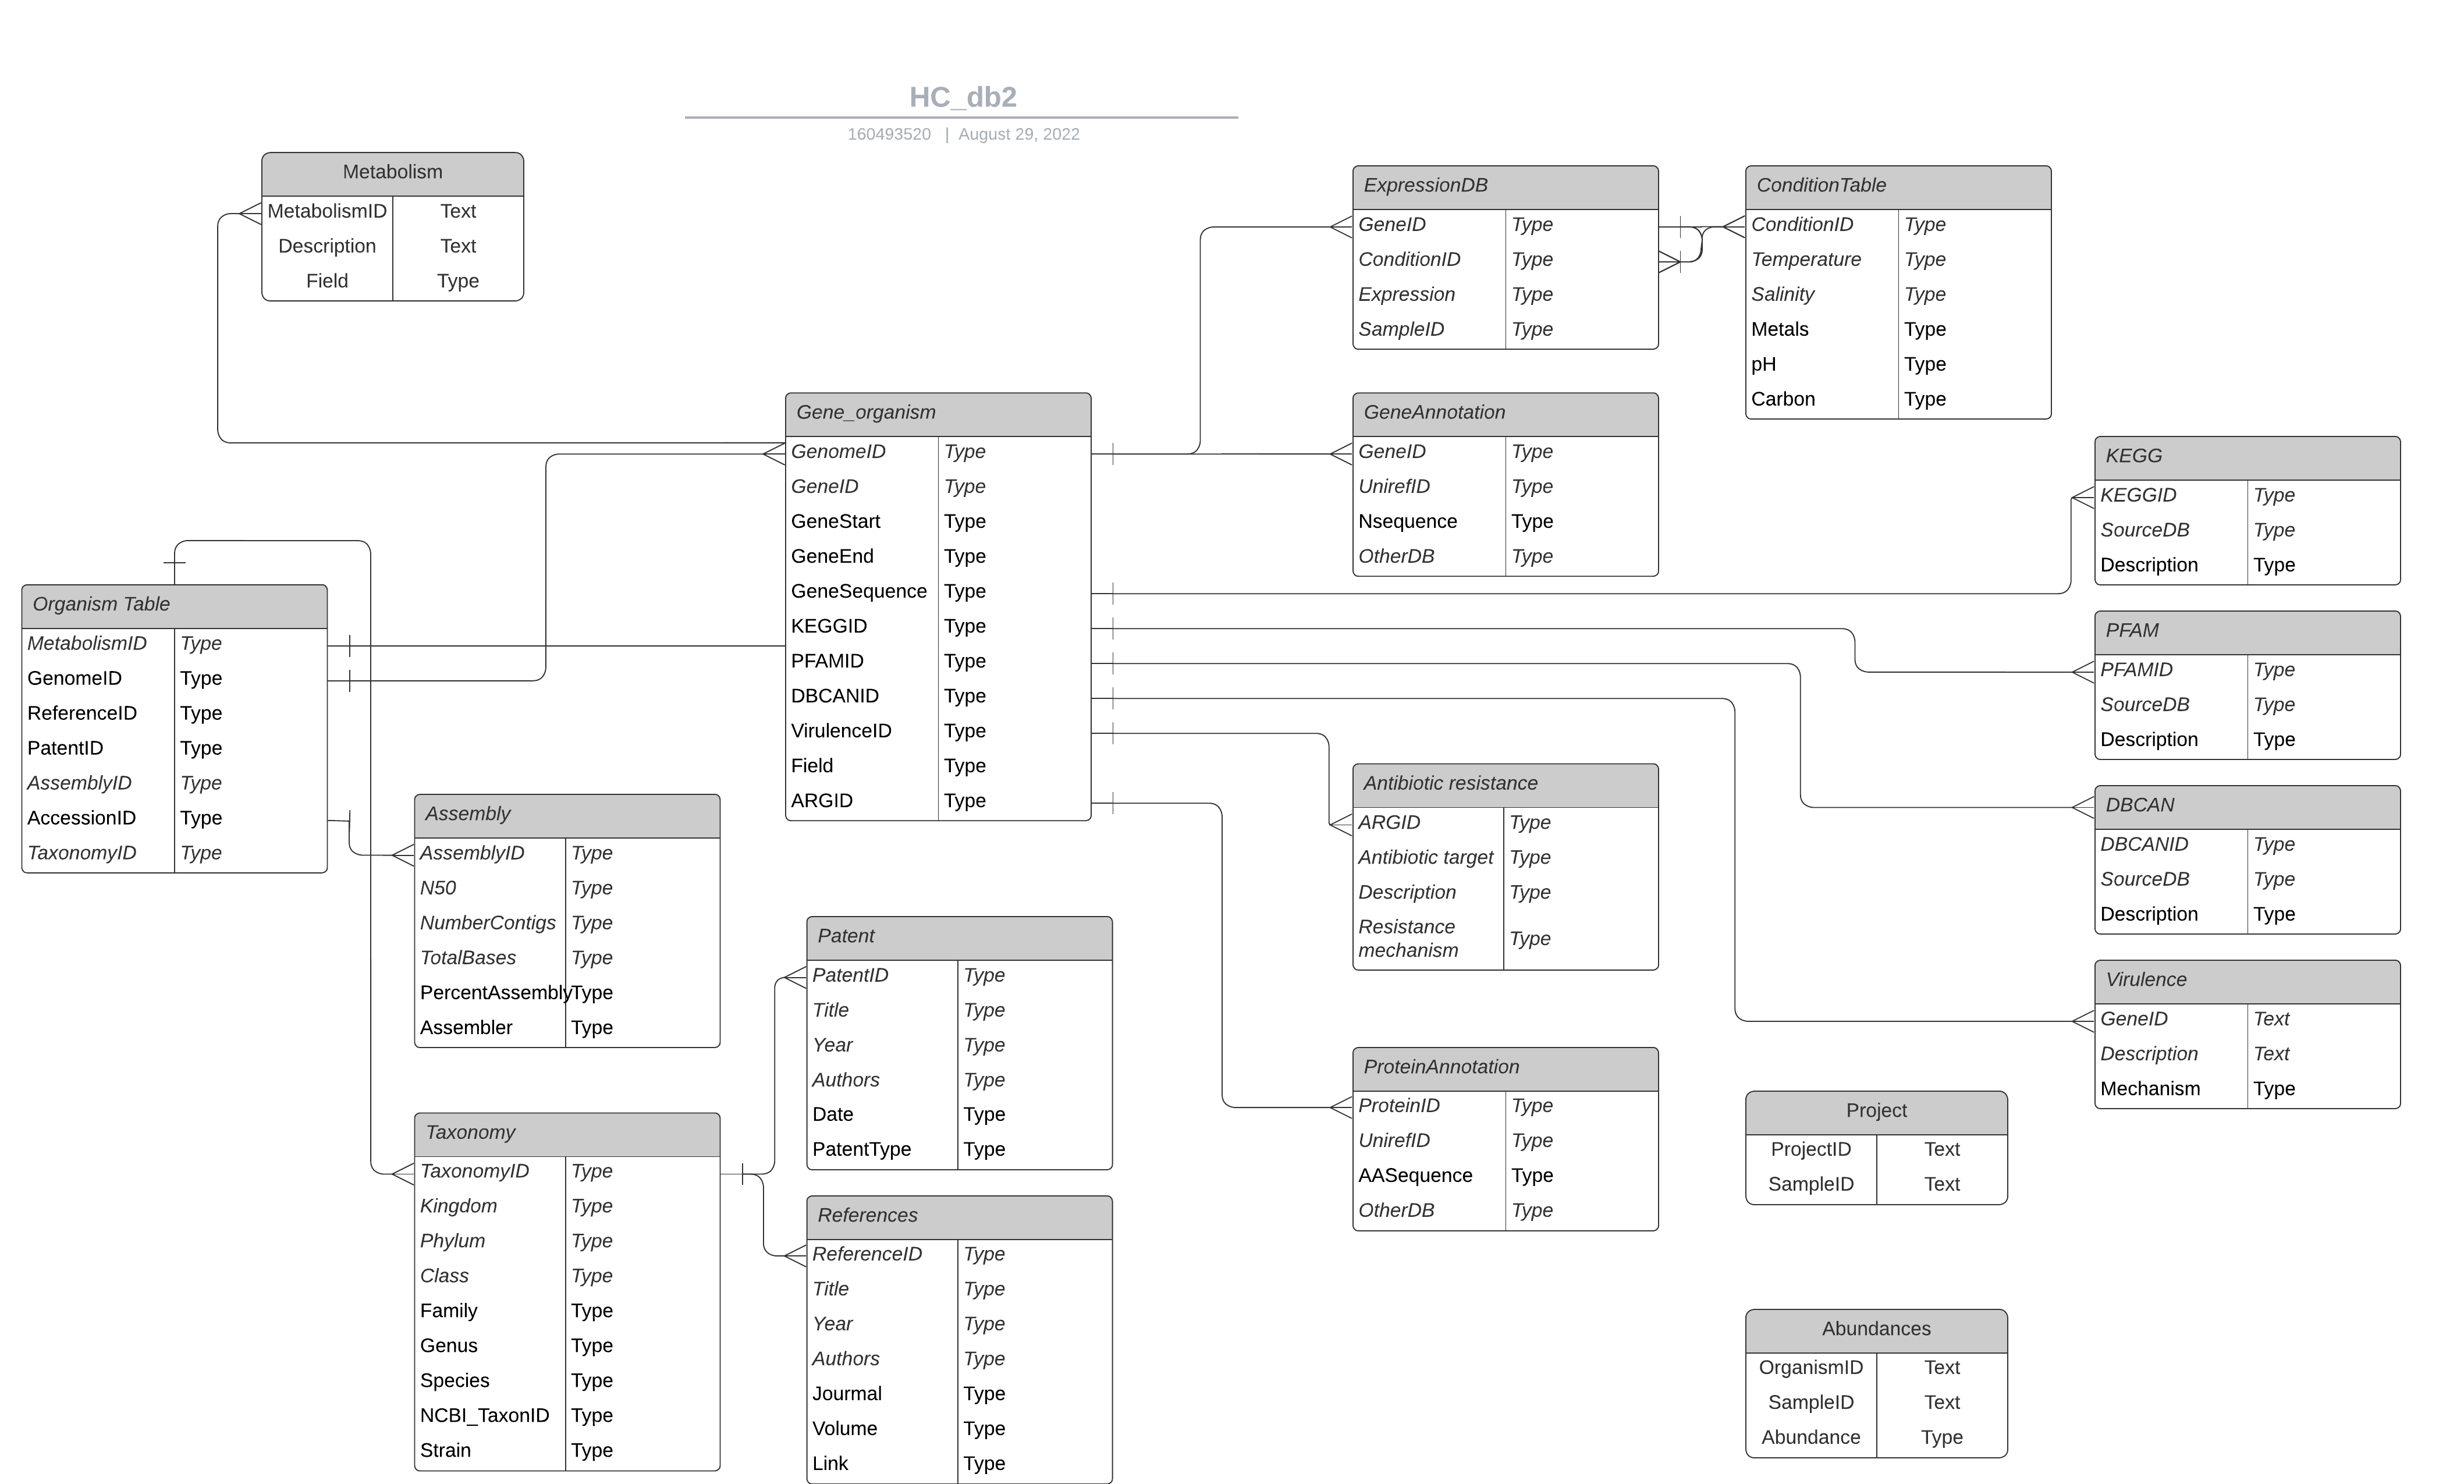 HC_db2
160493520 | August 29, 2022
Metabolism
MetabolismID Text
Description Text
Field Type
ExpressionDB
GeneID Type
ConditionID Type
Expression Type
SampleID Type
ConditionTable
ConditionID Type
Temperature Type
Salinity Type
Metals Type
pH Type
Carbon Type
Gene_organism
GenomeID Type
GeneID Type
GeneStart Type
GeneEnd Type
GeneSequence Type
KEGGID Type
PFAMID Type
DBCANID Type
VirulenceID Type
Field Type
ARGID Type
GeneAnnotation
GeneID Type
UnirefID Type
Nsequence Type
OtherDB Type
KEGG
KEGGID Type
SourceDB Type
Description Type
Organism Table
MetabolismID Type
GenomeID Type
ReferenceID Type
PatentID Type
AssemblyID Type
AccessionID Type
TaxonomyID Type
PFAM
PFAMID Type
SourceDB Type
Description Type
Antibiotic resistance
ARGID Type
Antibiotic target Type
Description Type
Resistance
mechanism Type
DBCAN
DBCANID Type
SourceDB Type
Description Type
Assembly
AssemblyID Type
N50 Type
NumberContigs Type
TotalBases Type
PercentAssembly Type
Assembler Type
Patent
PatentID Type
Title Type
Year Type
Authors Type
Date Type
PatentType Type
Virulence
GeneID Text
Description Text
Mechanism Type
ProteinAnnotation
ProteinID Type
UnirefID Type
AASequence Type
OtherDB Type
Project
ProjectID Text
SampleID Text
Taxonomy
TaxonomyID Type
Kingdom Type
Phylum Type
Class Type
Family Type
Genus Type
Species Type
NCBI_TaxonID Type
Strain Type
References
ReferenceID Type
Title Type
Year Type
Authors Type
Jourmal Type
Volume Type
Link Type
Abundances
OrganismID Text
SampleID Text
Abundance Type